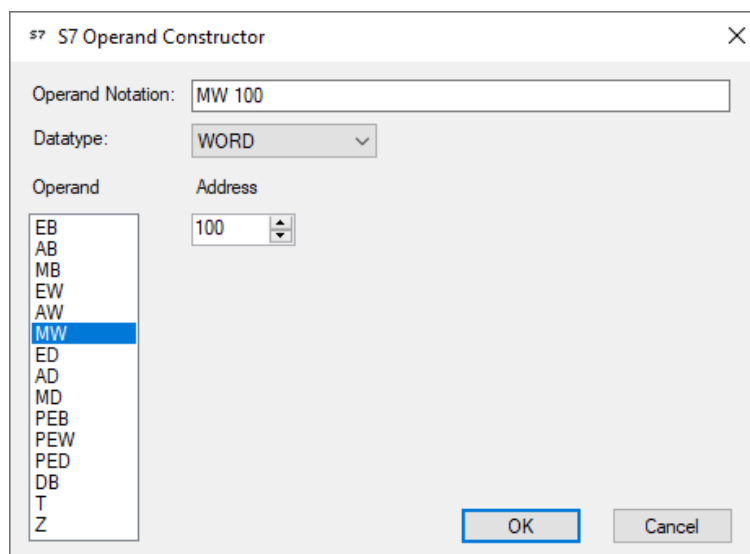 S7 S7 Operand Constructor
Operand Notation: MW 100
Datatype: WORD
Operand Address
100
EB
AB
MB
EW
AW
MW
ED
AD
MD
PEB
PEW
PED
DB
T
Z
OK Cancel